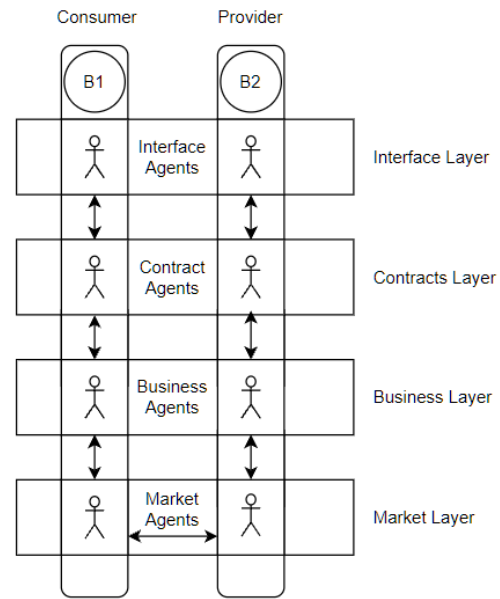 Consumer
Provider
B1
B2
Interface
Agents
Interface Layer
Contract
Agents
Contracts Layer
Business
Agents
Business Layer
Market
Agents
Market Layer